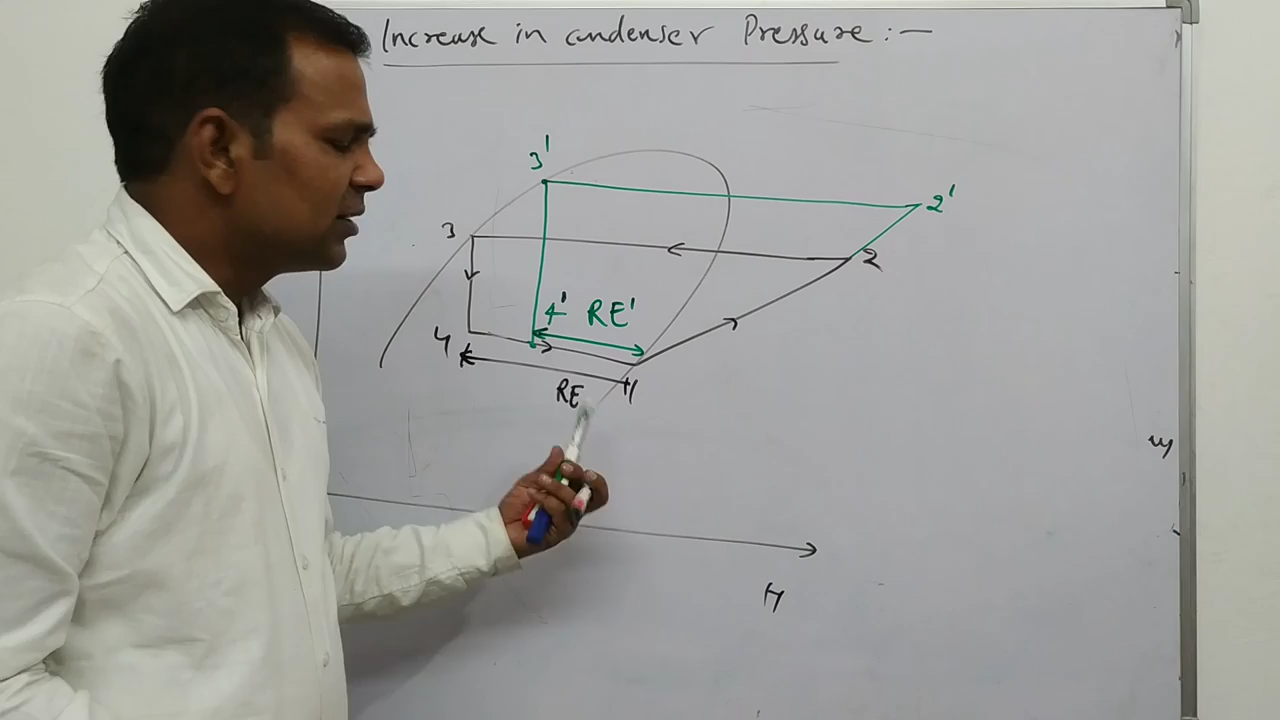 Increase in condenser Pressure :-
3'
2'
3
2
4' RE'
4
RE 1
H